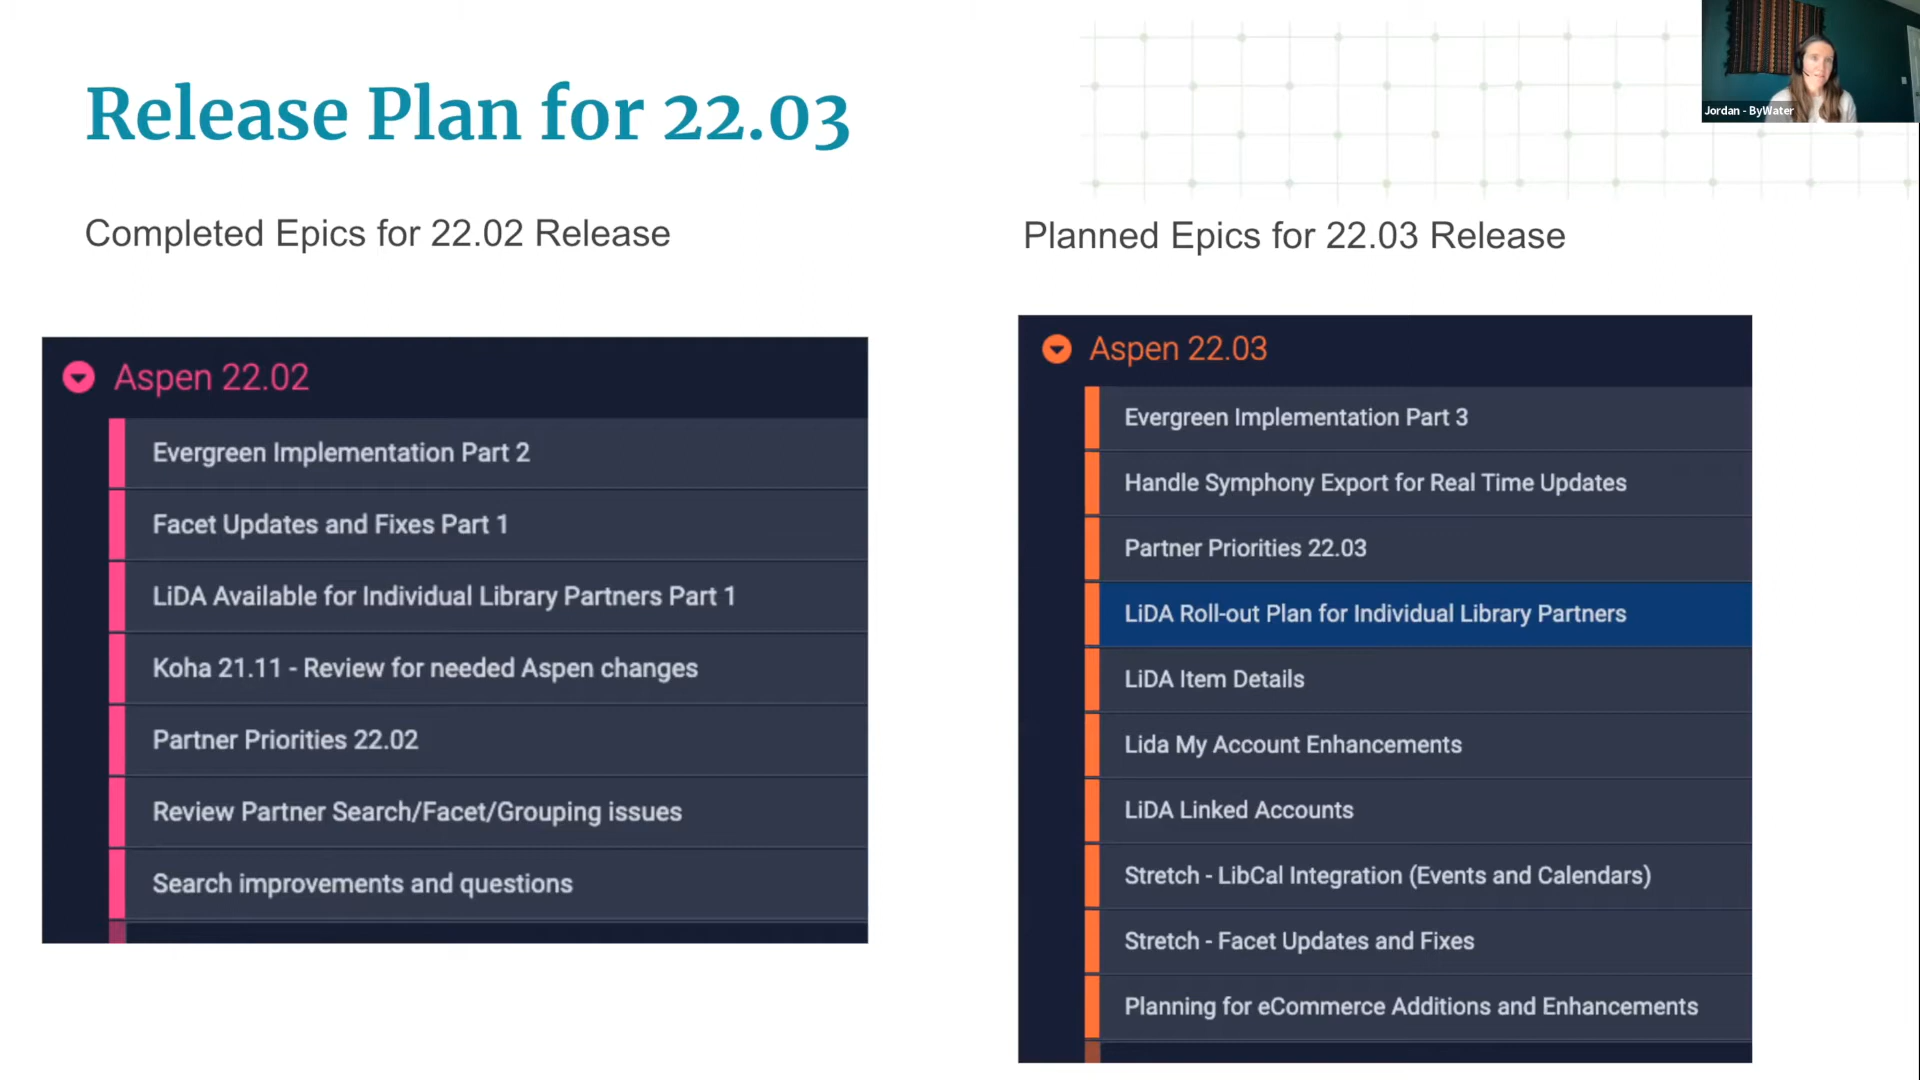 Release Plan for 22.03
Jordan - ByWater
Completed Epics for 22.02 Release
Aspen 22.02
Evergreen Implementation Part 2
Facet Updates and Fixes Part 1
LiDA Available for Individual Library Partners Part 1
Koha 21.11 - Review for needed Aspen changes
Partner Priorities 22.02
Review Partner Search/Facet/Grouping issues
Search improvements and questions
Planned Epics for 22.03 Release
Aspen 22.03
Evergreen Implementation Part 3
Handle Symphony Export for Real Time Updates
Partner Priorities 22.03
LiDA Roll-out Plan for Individual Library Partners
LiDA Item Details
Lida My Account Enhancements
LiDA Linked Accounts
Stretch - LibCal Integration (Events and Calendars)
Stretch - Facet Updates and Fixes
Planning for eCommerce Additions and Enhancements